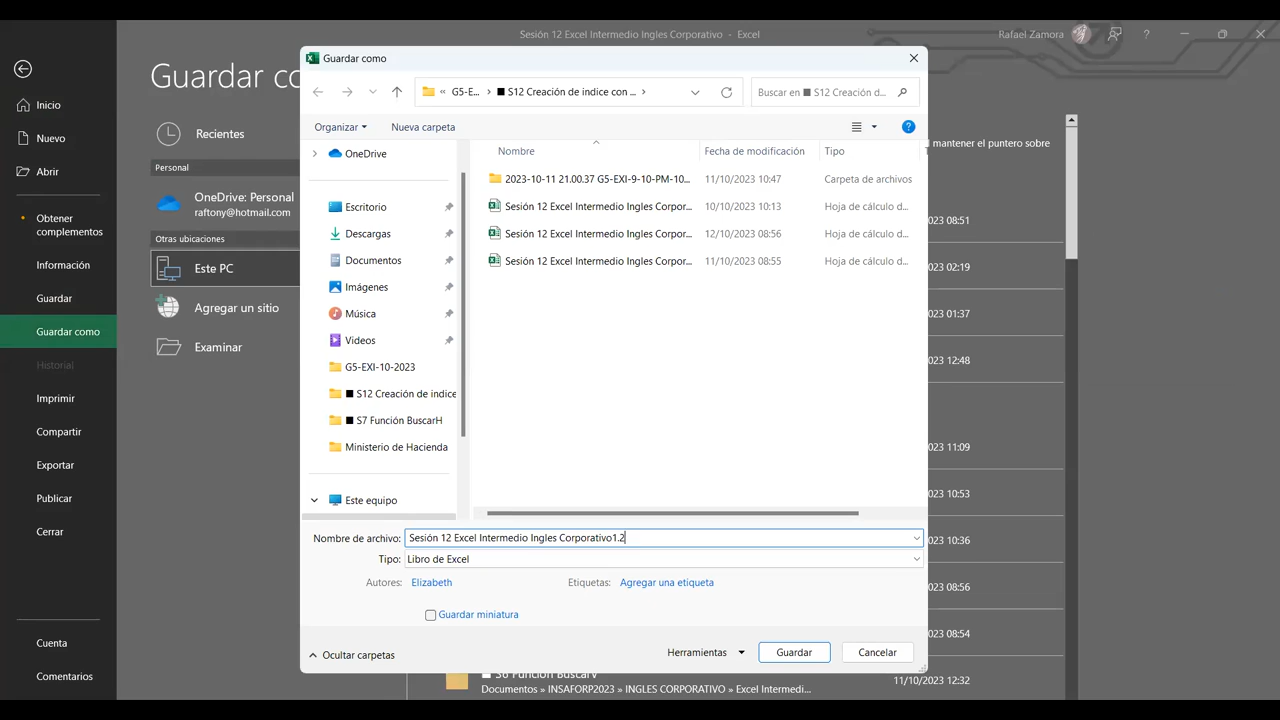 Sesión 12 Excel Intermedio Ingles Corporativo - Excel
Rafael Zamora
?
Guardar co
Inicio
Nuevo
Abrir
Obtener
complementos
Información
Guardar
Guardar como
Historial
Imprimir
Compartir
Exportar
Publicar
Cerrar
Cuenta
Comentarios
Recientes
Personal
OneDrive: Personal
raftony@hotmail.com
Otras ubicaciones
Este PC
Agregar un sitio
Examinar
Guardar como
« G5-E... › ■ S12 Creación de indice con ... ›
Buscar en ■ S12 Creación d...
Organizar
Nueva carpeta
?
OneDrive
Escritorio
Descargas
Documentos
Imágenes
Música
Videos
G5-EXI-10-2023
■ S12 Creación de indice
■ S7 Función BuscarH
Ministerio de Hacienda
Este equipo
Nombre Fecha de modificación Tipo
2023-10-11 21.00.37 G5-EXI-9-10-PM-10... 11/10/2023 10:47 Carpeta de archivos
Sesión 12 Excel Intermedio Ingles Corpor... 10/10/2023 10:13 Hoja de cálculo d...
Sesión 12 Excel Intermedio Ingles Corpor... 12/10/2023 08:56 Hoja de cálculo d...
Sesión 12 Excel Intermedio Ingles Corpor... 11/10/2023 08:55 Hoja de cálculo d...
Nombre de archivo: Sesión 12 Excel Intermedio Ingles Corporativo1.2
Tipo: Libro de Excel
Autores: Elizabeth
Etiquetas: Agregar una etiqueta
Guardar miniatura
Ocultar carpetas
Herramientas
Guardar
Cancelar
l mantener el puntero sobre
023 08:51
023 02:19
023 01:37
023 12:48
023 11:09
023 10:53
023 10:36
023 08:56
023 08:54
■ S6 Función BuscarV
Documentos » INSAFORP2023 » INGLES CORPORATIVO » Excel Intermedi...
11/10/2023 12:32